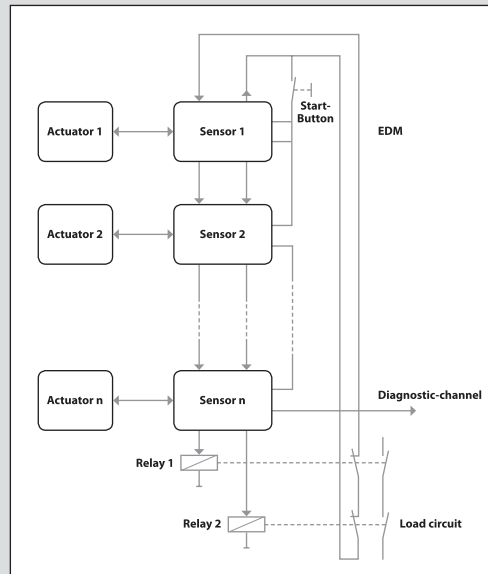 Start-
Button
Actuator 1
Sensor 1
EDM
Actuator 2
Sensor 2
Actuator n
Sensor n
Diagnostic-channel
Relay 1
Relay 2
Load circuit